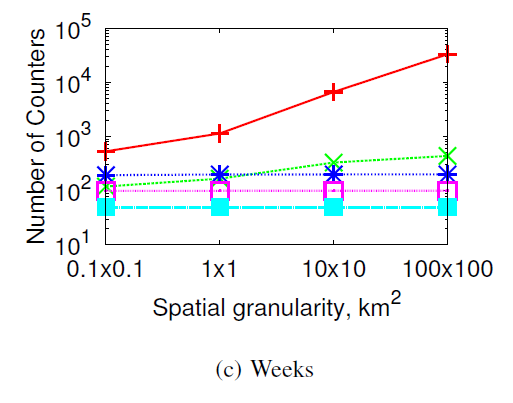 10^5
10^4
10^3
10^2
10^1
Number of Counters
0.1x0.1 1x1 10x10 100x100
Spatial granularity, km^2
(c) Weeks